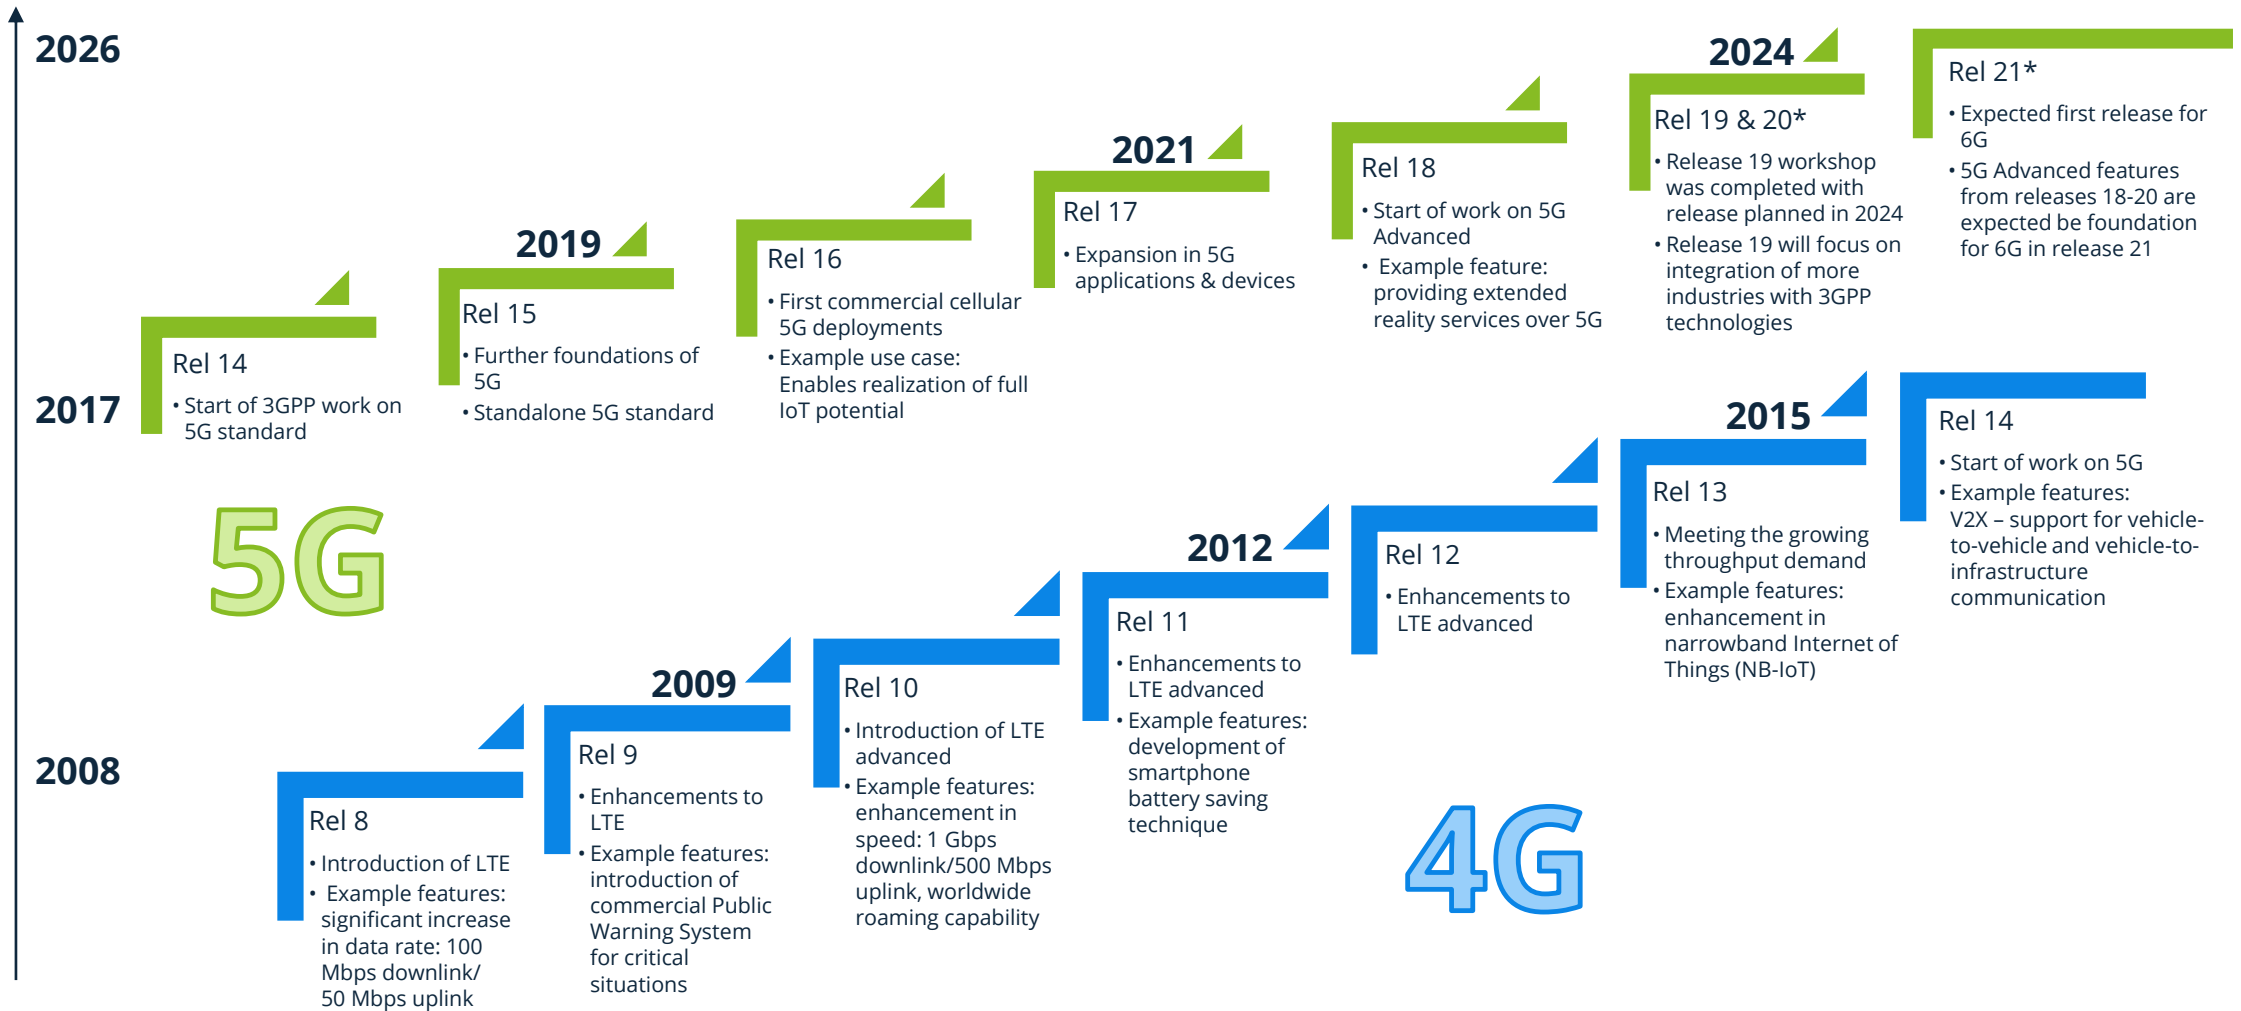 2026
2024
Rel 21*
• Expected first release for
6G
• 5G Advanced features
from releases 18-20 are
expected be foundation
for 6G in release 21
Rel 19 & 20*
• Release 19 workshop
was completed with
release planned in 2024
• Release 19 will focus on
integration of more
industries with 3GPP
technologies
2021
Rel 18
• Start of work on 5G
Advanced
• Example feature:
providing extended
reality services over 5G
Rel 17
• Expansion in 5G
applications & devices
2019
Rel 16
• First commercial cellular
5G deployments
• Example use case:
Enables realization of full
IoT potential
Rel 15
• Further foundations of
5G
• Standalone 5G standard
Rel 14
• Start of 3GPP work on
5G standard
2017
5G
2015
Rel 14
• Start of work on 5G
• Example features:
V2X – support for vehicle-
to-vehicle and vehicle-to-
infrastructure
communication
Rel 13
• Meeting the growing
throughput demand
• Example features:
enhancement in
narrowband Internet of
Things (NB-IoT)
2012
Rel 12
• Enhancements to
LTE advanced
Rel 11
• Enhancements to
LTE advanced
• Example features:
development of
smartphone
battery saving
technique
2009
Rel 10
• Introduction of LTE
advanced
• Example features:
enhancement in
speed: 1 Gbps
downlink/500 Mbps
uplink, worldwide
roaming capability
Rel 9
• Enhancements to
LTE
• Example features:
introduction of
commercial Public
Warning System
for critical
situations
2008
Rel 8
• Introduction of LTE
• Example features:
significant increase
in data rate: 100
Mbps downlink/
50 Mbps uplink
4G